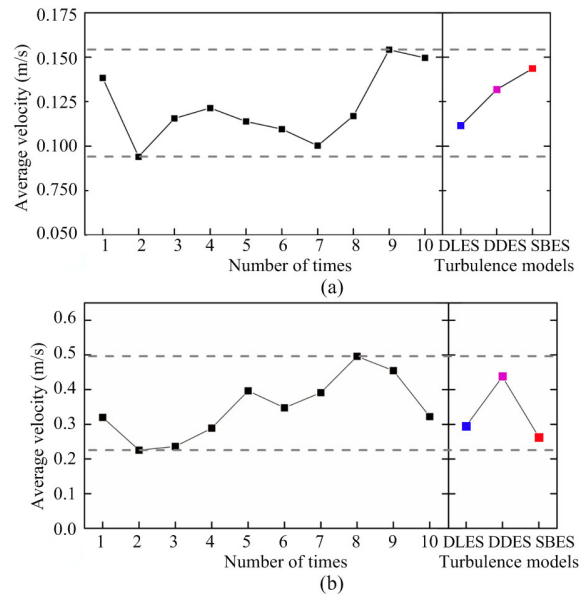 Average velocity (m/s)
0.175
0.150
0.125
0.100
0.750
0.050
1 2 3 4 5 6 7 8 9 10 DLES DDES SBES
Number of times Turbulence models
(a)
Average velocity (m/s)
0.6
0.5
0.4
0.3
0.2
0.1
0.0
1 2 3 4 5 6 7 8 9 10 DLES DDES SBES
Number of times Turbulence models
(b)